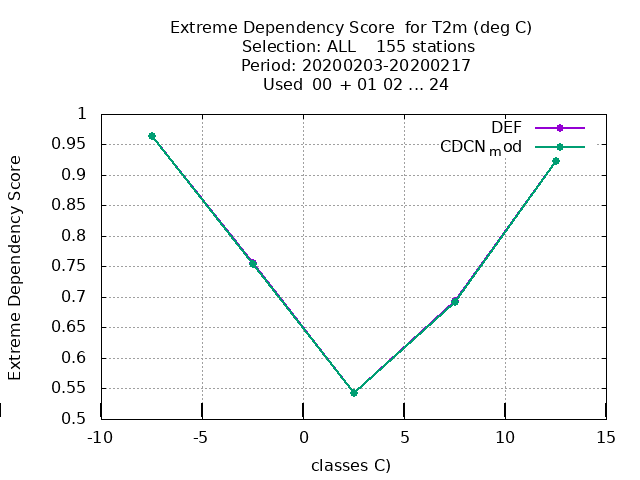 Extreme Dependency Score  for T2m (deg C)
Selection: ALL    155 stations
Period: 20200203-20200217
Used  00 + 01 02 ... 24
DEF
CDCNmod
Extreme Dependency Score
1
0.95
0.9
0.85
0.8
0.75
0.7
0.65
0.6
0.55
0.5
-10
-5
0
5
10
15
classes C)